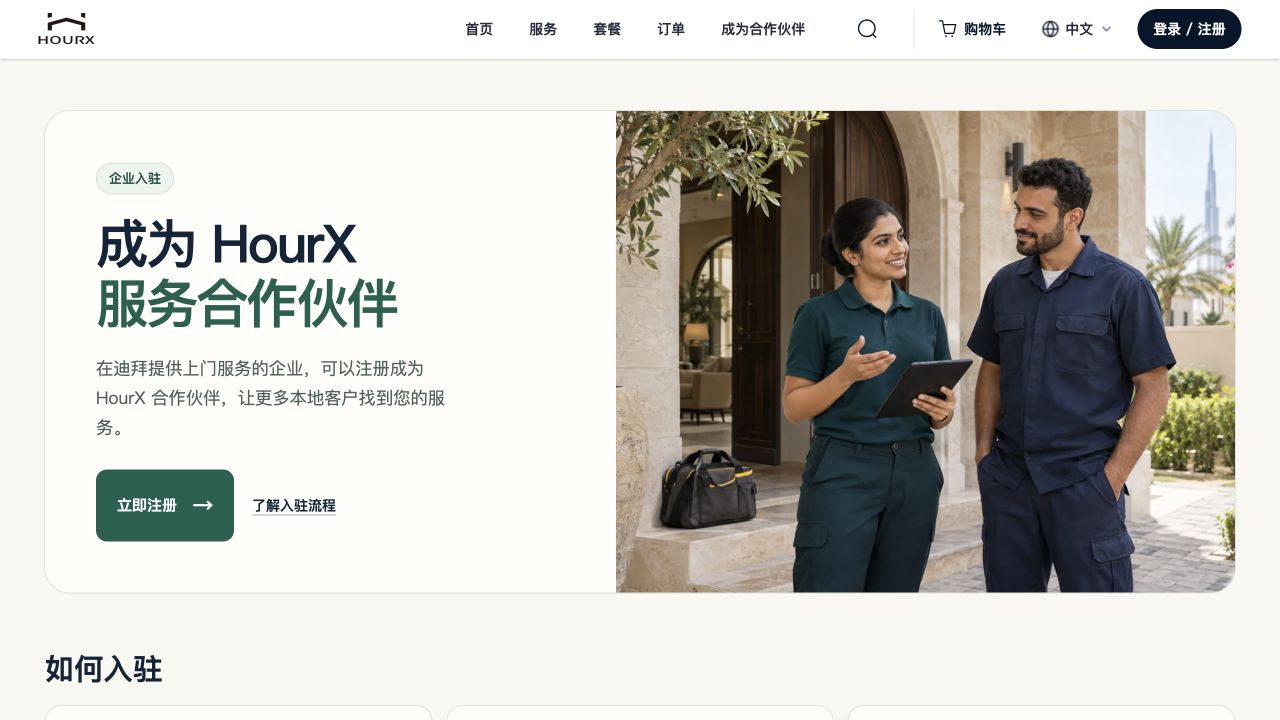 HOURX
首页
服务
套餐
订单
成为合作伙伴
购物车
中文
登录 / 注册
企业入驻
成为 HourX
服务合作伙伴
在迪拜提供上门服务的企业，可以注册成为
HourX 合作伙伴，让更多本地客户找到您的服
务。
立即注册 →
了解入驻流程
如何入驻